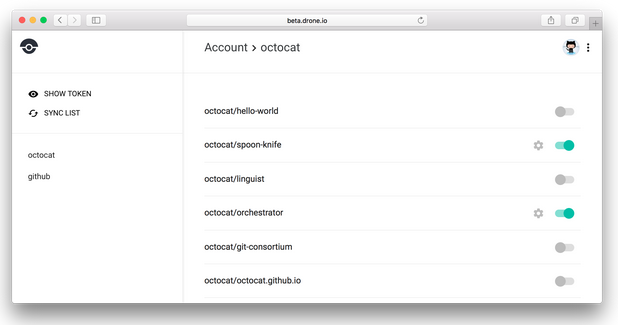 beta.drone.io
Account > octocat
SHOW TOKEN
SYNC LIST
octocat
github
octocat/hello-world
octocat/spoon-knife
octocat/linguist
octocat/orchestrator
octocat/git-consortium
octocat/octocat.github.io